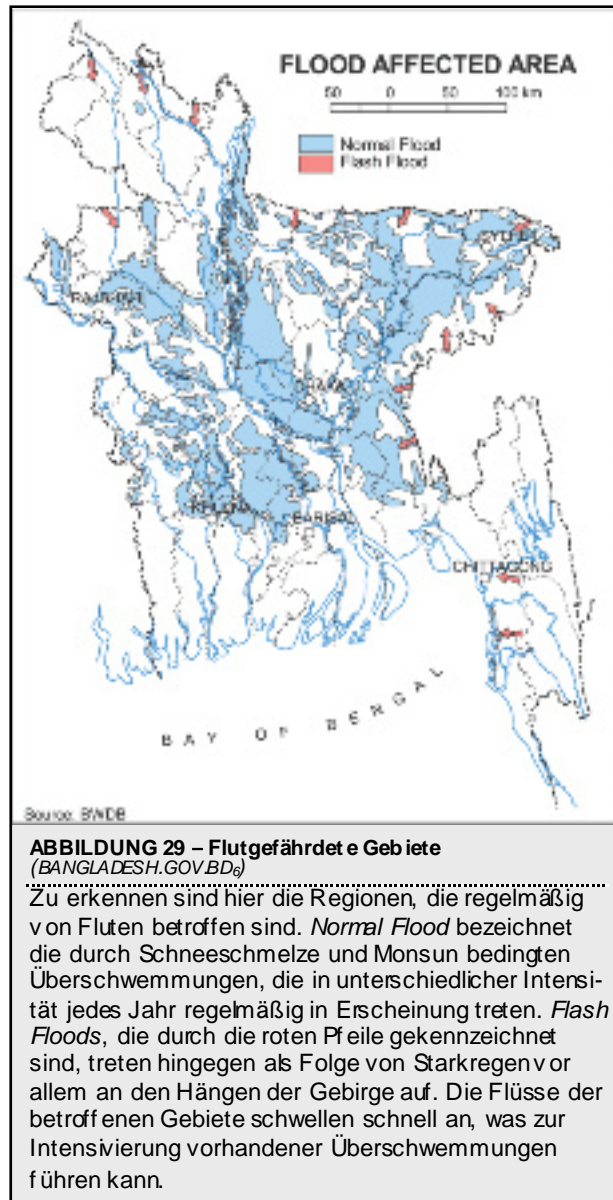 FLOOD AFFECTED AREA
50 0 50 100 km
Normal Flood
Flash Flood
KHULNA
BARISAL
CHITTAGONG
BAY OF BENGAL
Source: BWDB
ABBILDUNG 29 – Flutgefährdete Gebiete
(BANGLADESH.GOV.BD6)
Zu erkennen sind hier die Regionen, die regelmäßig
von Fluten betroffen sind. Normal Flood bezeichnet
die durch Schneeschmelze und Monsun bedingten
Überschwemmungen, die in unterschiedlicher Intensi-
tät jedes Jahr regelmäßig in Erscheinung treten. Flash
Floods, die durch die roten Pfeile gekennzeichnet
sind, treten hingegen als Folge von Starkregen vor
allem an den Hängen der Gebirge auf. Die Flüsse der
betroffenen Gebiete schwellen schnell an, was zur
Intensivierung vorhandener Überschwemmungen
führen kann.